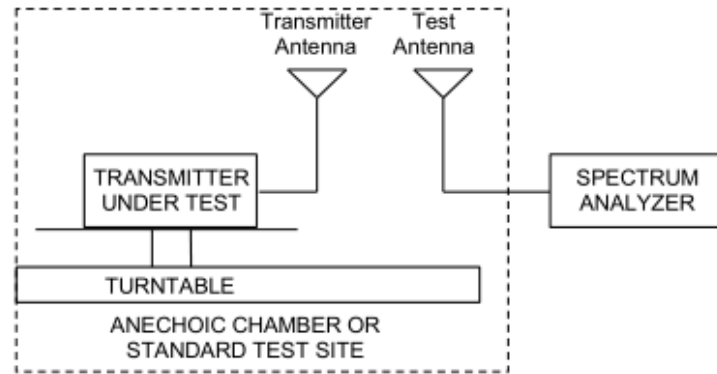 Transmitter
Antenna
Test
Antenna
TRANSMITTER
UNDER TEST
SPECTRUM
ANALYZER
TURNTABLE
ANECHOIC CHAMBER OR
STANDARD TEST SITE